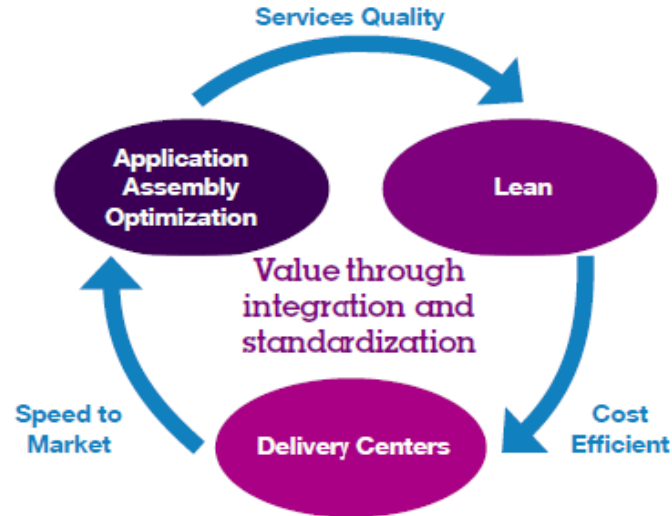 Services Quality
Application
Assembly
Optimization
Lean
Value through
integration and
standardization
Speed to
Market
Delivery Centers
Cost
Efficient